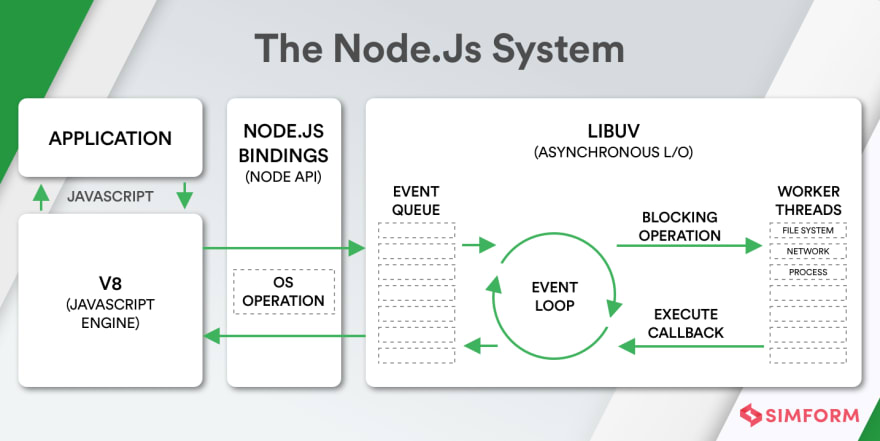 The Node.Js System
APPLICATION
JAVASCRIPT
V8
(JAVASCRIPT
ENGINE)
NODE.JS
BINDINGS
(NODE API)
OS
OPERATION
LIBUV
(ASYNCHRONOUS L/O)
EVENT
QUEUE
EVENT
LOOP
BLOCKING
OPERATION
EXECUTE
CALLBACK
WORKER
THREADS
FILE SYSTEM
NETWORK
PROCESS
SIMFORM